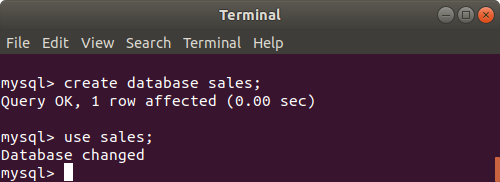 Terminal
File Edit View Search Terminal Help
mysql> create database sales;
Query OK, 1 row affected (0.00 sec)
mysql> use sales;
Database changed
mysql>